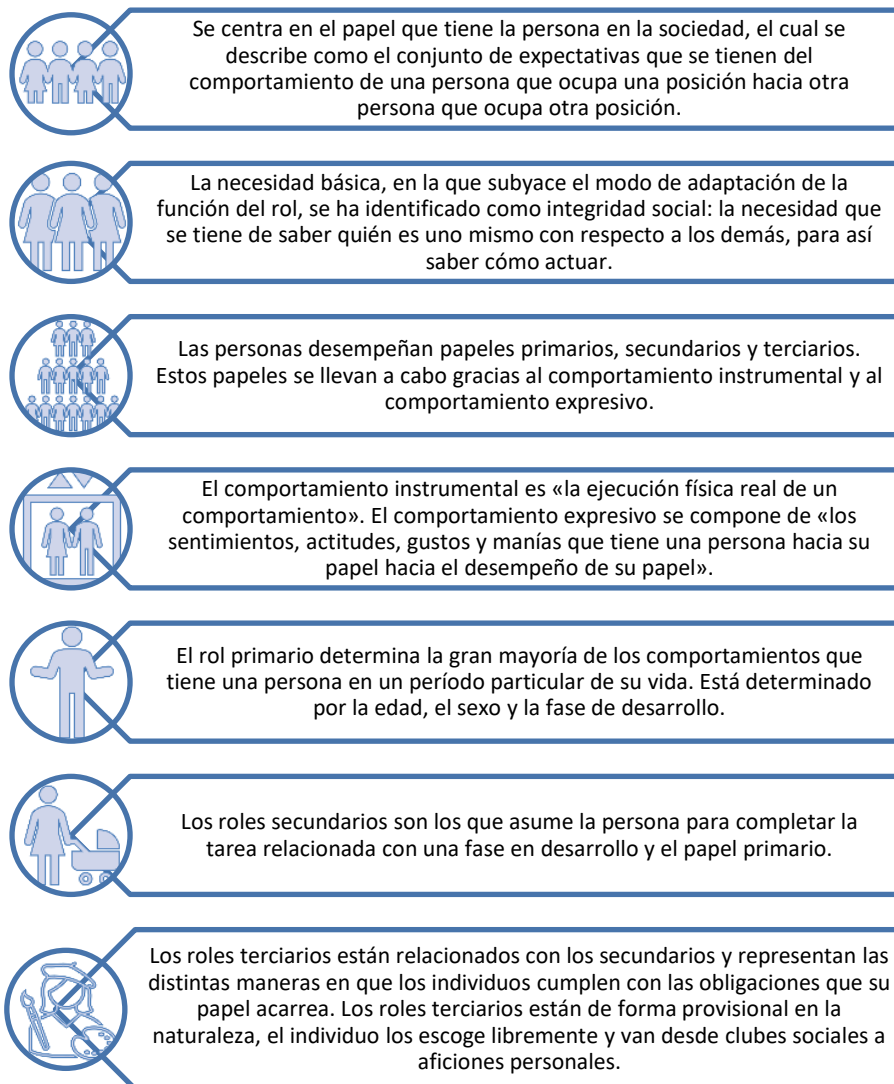 Se centra en el papel que tiene la persona en la sociedad, el cual se
describe como el conjunto de expectativas que se tienen del
comportamiento de una persona que ocupa una posición hacia otra
persona que ocupa otra posición.
La necesidad básica, en la que subyace el modo de adaptación de la
función del rol, se ha identificado como integridad social: la necesidad que
se tiene de saber quién es uno mismo con respecto a los demás, para así
saber cómo actuar.
Las personas desempeñan papeles primarios, secundarios y terciarios.
Estos papeles se llevan a cabo gracias al comportamiento instrumental y al
comportamiento expresivo.
El comportamiento instrumental es «la ejecución física real de un
comportamiento». El comportamiento expresivo se compone de «los
sentimientos, actitudes, gustos y manías que tiene una persona hacia su
papel hacia el desempeño de su papel».
El rol primario determina la gran mayoría de los comportamientos que
tiene una persona en un período particular de su vida. Está determinado
por la edad, el sexo y la fase de desarrollo.
Los roles secundarios son los que asume la persona para completar la
tarea relacionada con una fase en desarrollo y el papel primario.
Los roles terciarios están relacionados con los secundarios y representan las
distintas maneras en que los individuos cumplen con las obligaciones que su
papel acarrea. Los roles terciarios están de forma provisional en la
naturaleza, el individuo los escoge libremente y van desde clubes sociales a
aficiones personales.